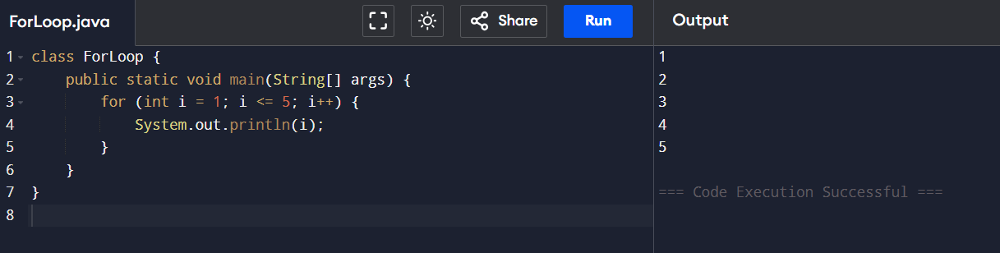 ForLoop.java
Share
Run
Output
1 class ForLoop {
2     public static void main(String[] args) {
3         for (int i = 1; i <= 5; i++) {
4             System.out.println(i);
5         }
6     }
7 }
8
1
2
3
4
5
=== Code Execution Successful ===